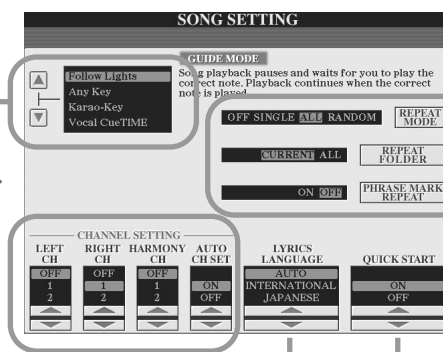 SONG SETTING
GUIDE MODE
Follow Lights
Any Key
Karao-Key
Vocal CueTIME
Song playback pauses and waits for you to play the
correct note. Playback continues when the correct
note is played.
OFF SINGLE ALL RANDOM
REPEAT
MODE
CURRENT ALL
REPEAT
FOLDER
ON OFF
PHRASE MARK
REPEAT
CHANNEL SETTING
LEFT
CH
OFF
1
2
RIGHT
CH
OFF
1
2
HARMONY
CH
OFF
1
2
AUTO
CH SET
ON
OFF
LYRICS
LANGUAGE
AUTO
INTERNATIONAL
JAPANESE
QUICK START
ON
OFF